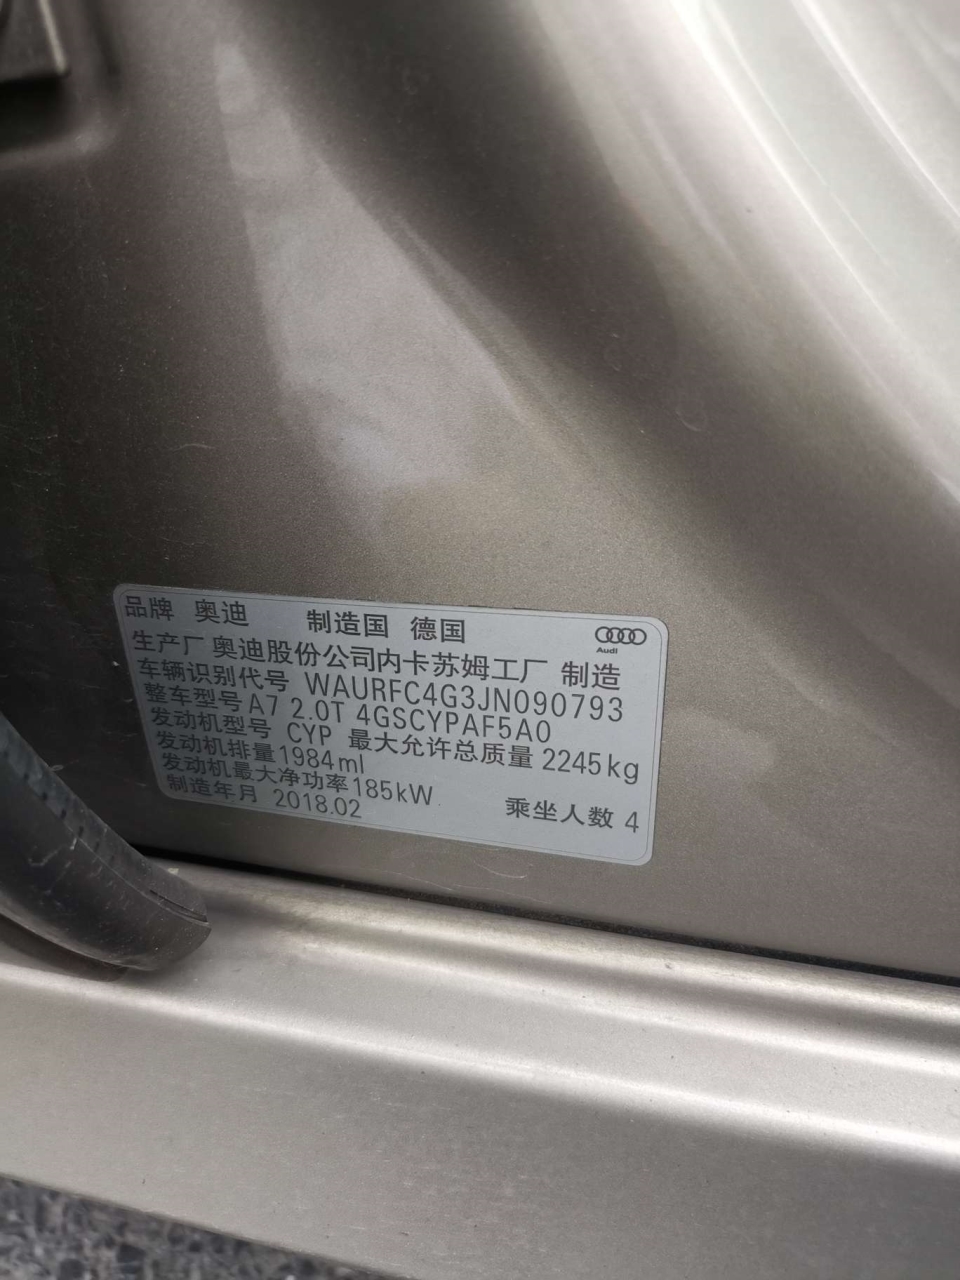 品牌 奥迪 制造国 德国
Audi
生产厂 奥迪股份公司内卡苏姆工厂 制造
车辆识别代号 WAURFC4G3JN090793
整车型号 A7 2.0T 4GSCYPAF5A0
发动机型号 CYP 最大允许总质量 2245kg
发动机排量 1984ml
发动机最大净功率 185kW
制造年月 2018.02 乘坐人数 4